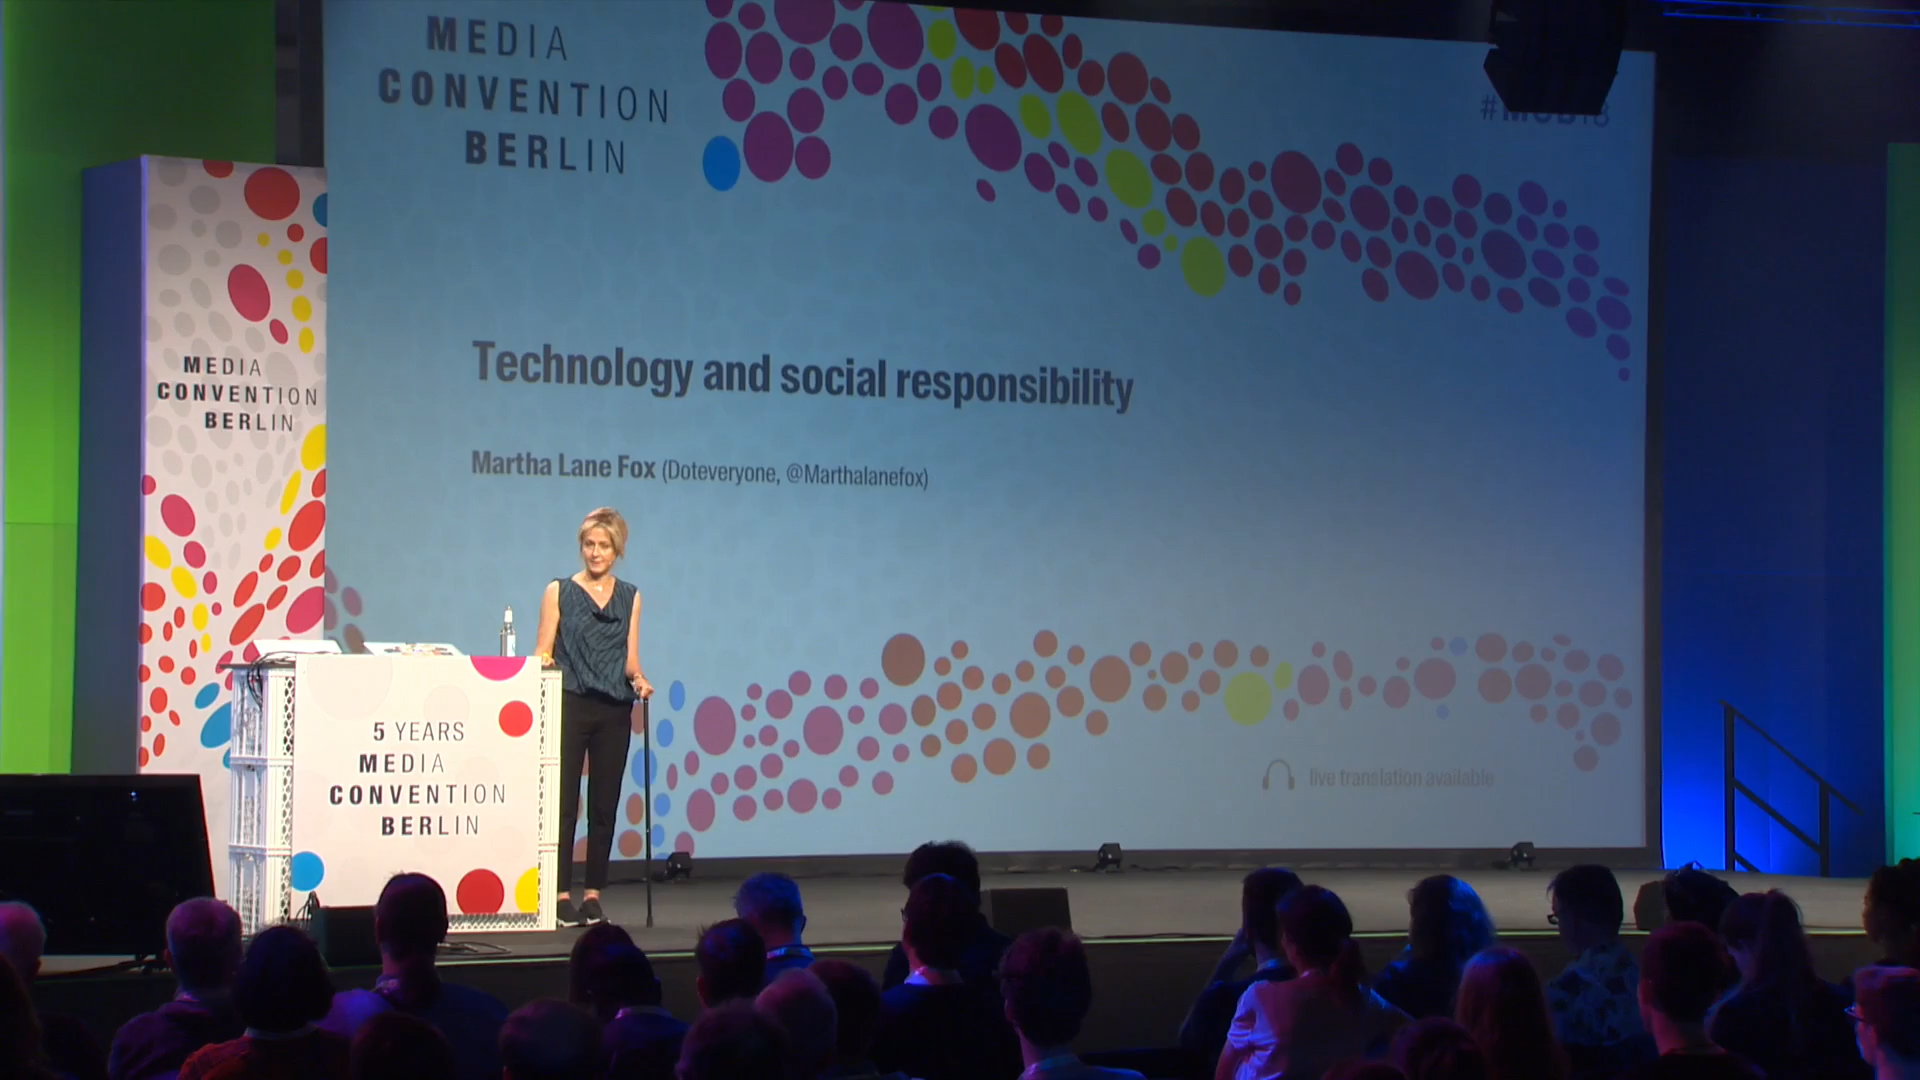 MEDIA
CONVENTION
BERLIN
Technology and social responsibility
Martha Lane Fox (Doteveryone, @Marthalanefox)
live translation available
MEDIA
CONVENTION
BERLIN
5 YEARS
MEDIA
CONVENTION
BERLIN